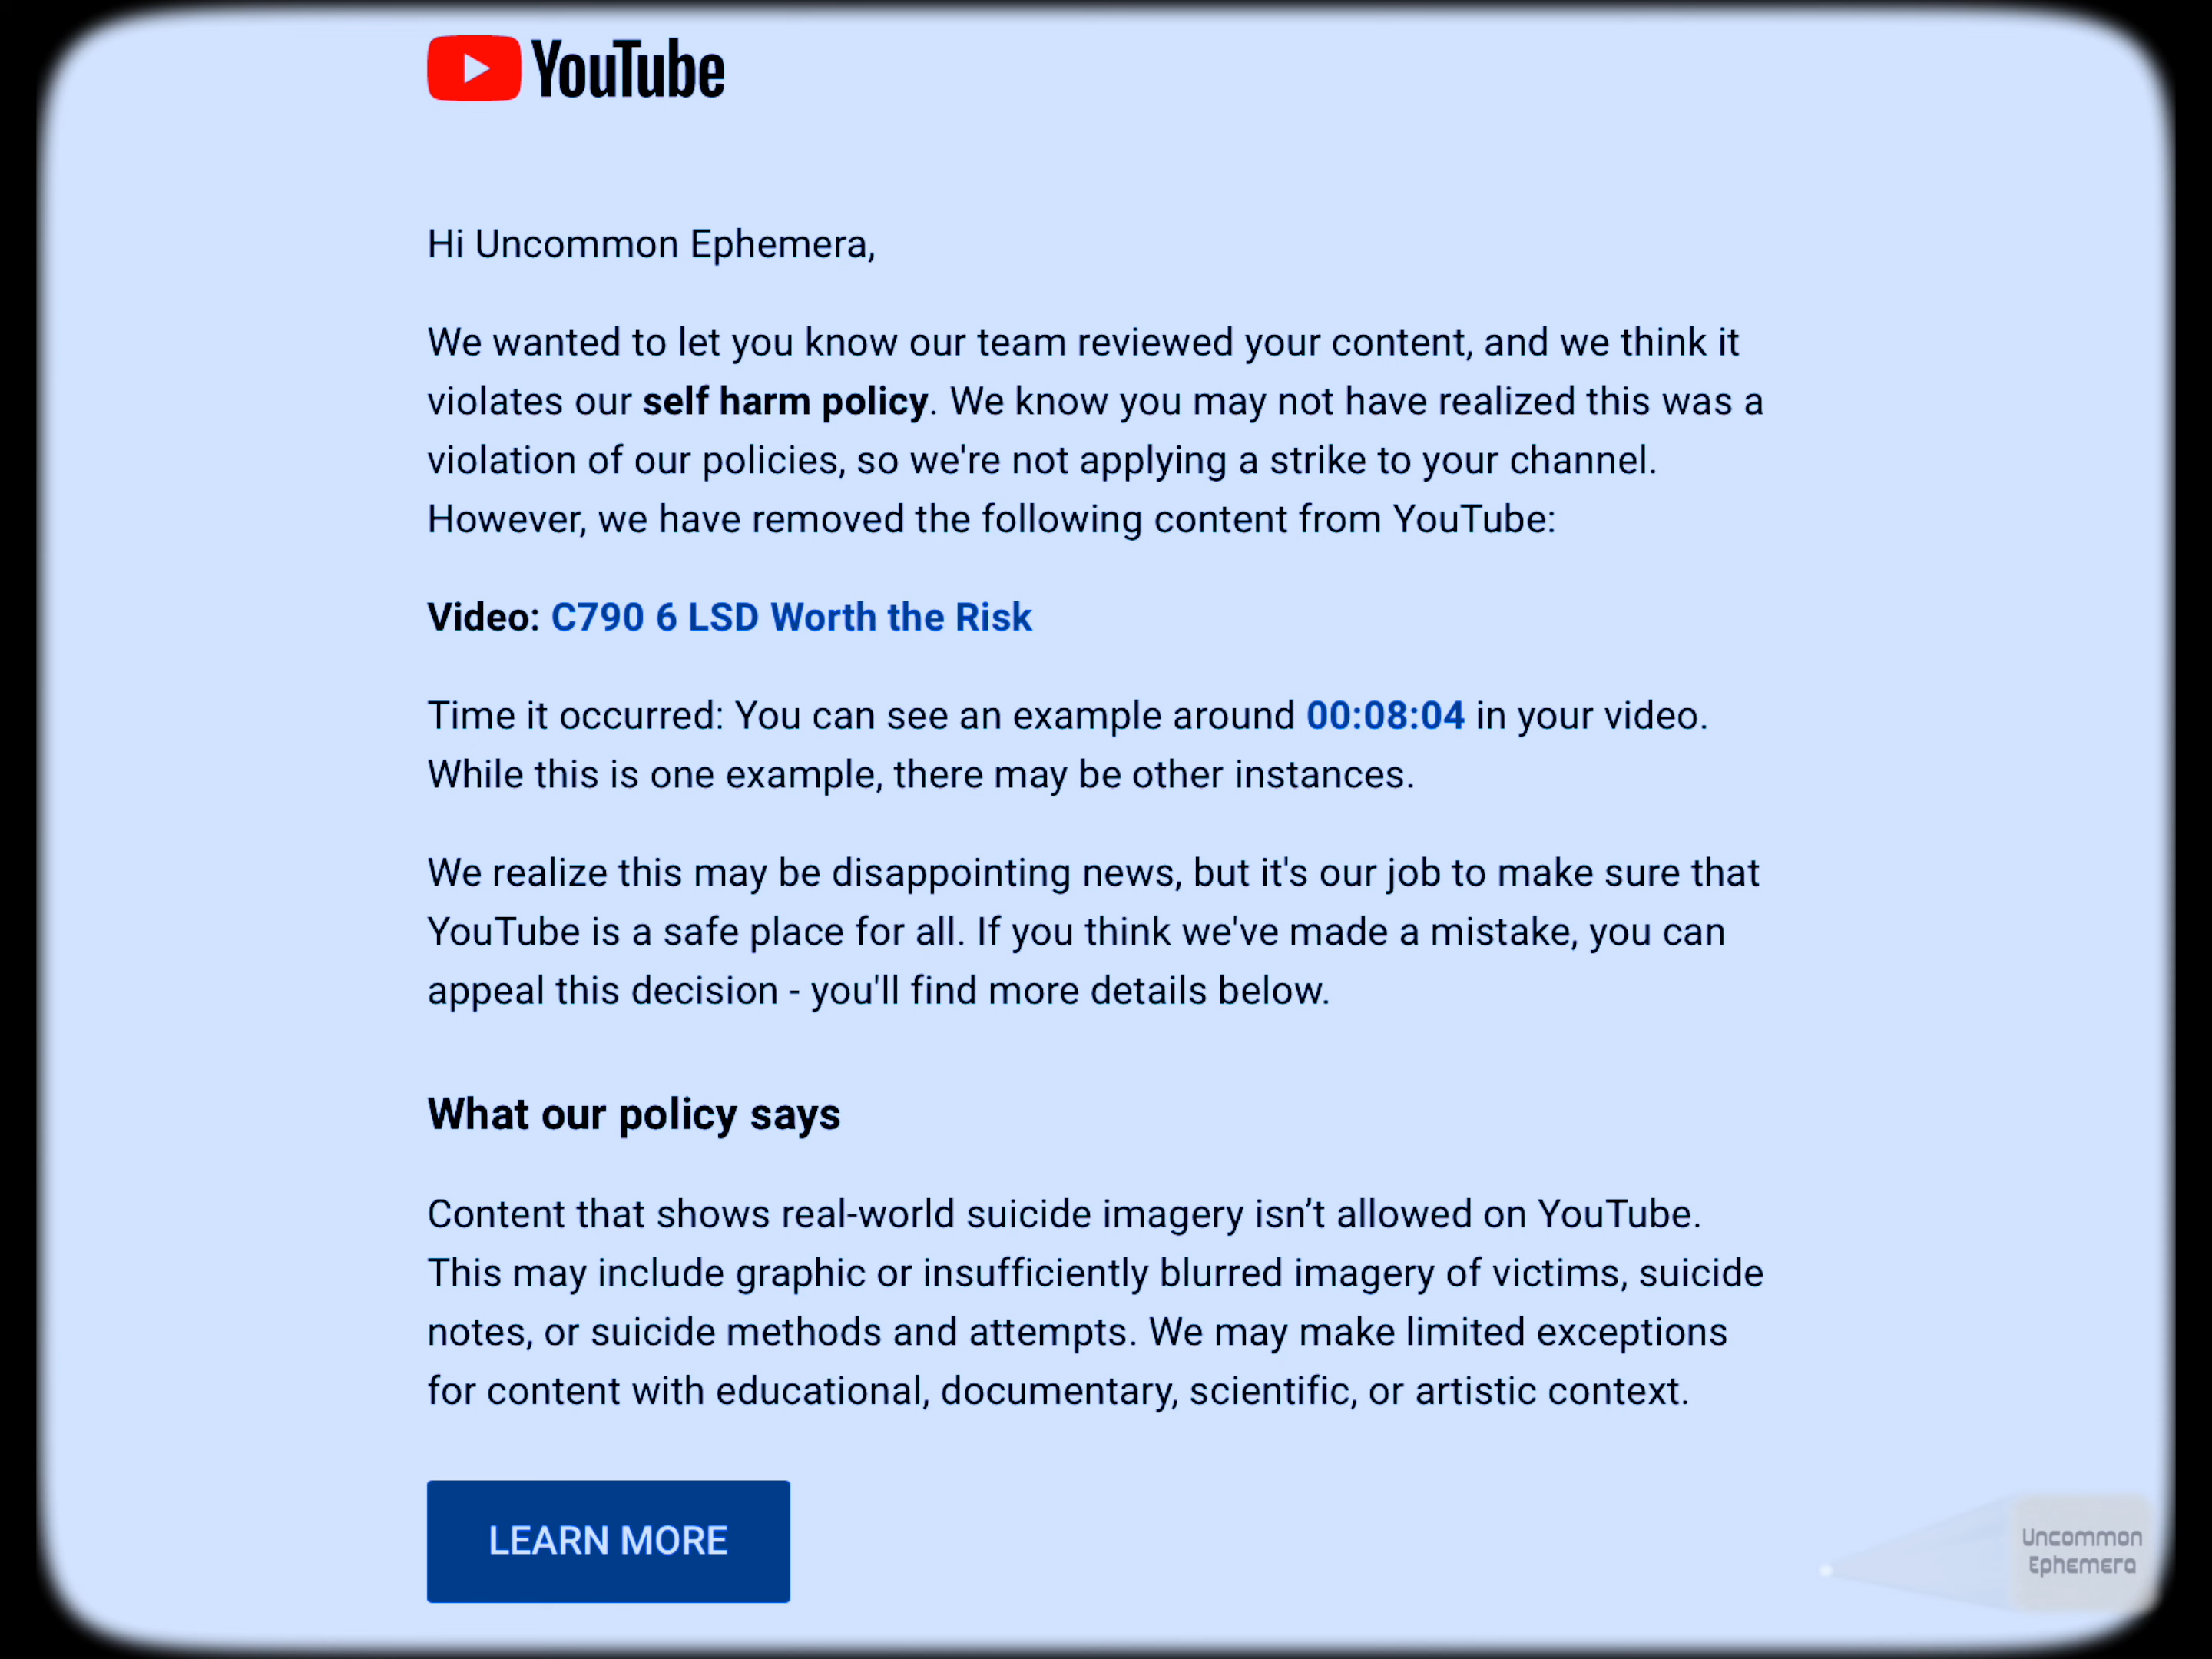 YouTube
Hi Uncommon Ephemera,
We wanted to let you know our team reviewed your content, and we think it
violates our self harm policy. We know you may not have realized this was a
violation of our policies, so we're not applying a strike to your channel.
However, we have removed the following content from YouTube:
Video: C790 6 LSD Worth the Risk
Time it occurred: You can see an example around 00:08:04 in your video.
While this is one example, there may be other instances.
We realize this may be disappointing news, but it's our job to make sure that
YouTube is a safe place for all. If you think we've made a mistake, you can
appeal this decision - you'll find more details below.
What our policy says
Content that shows real-world suicide imagery isn’t allowed on YouTube.
This may include graphic or insufficiently blurred imagery of victims, suicide
notes, or suicide methods and attempts. We may make limited exceptions
for content with educational, documentary, scientific, or artistic context.
LEARN MORE
Uncommon
Ephemera